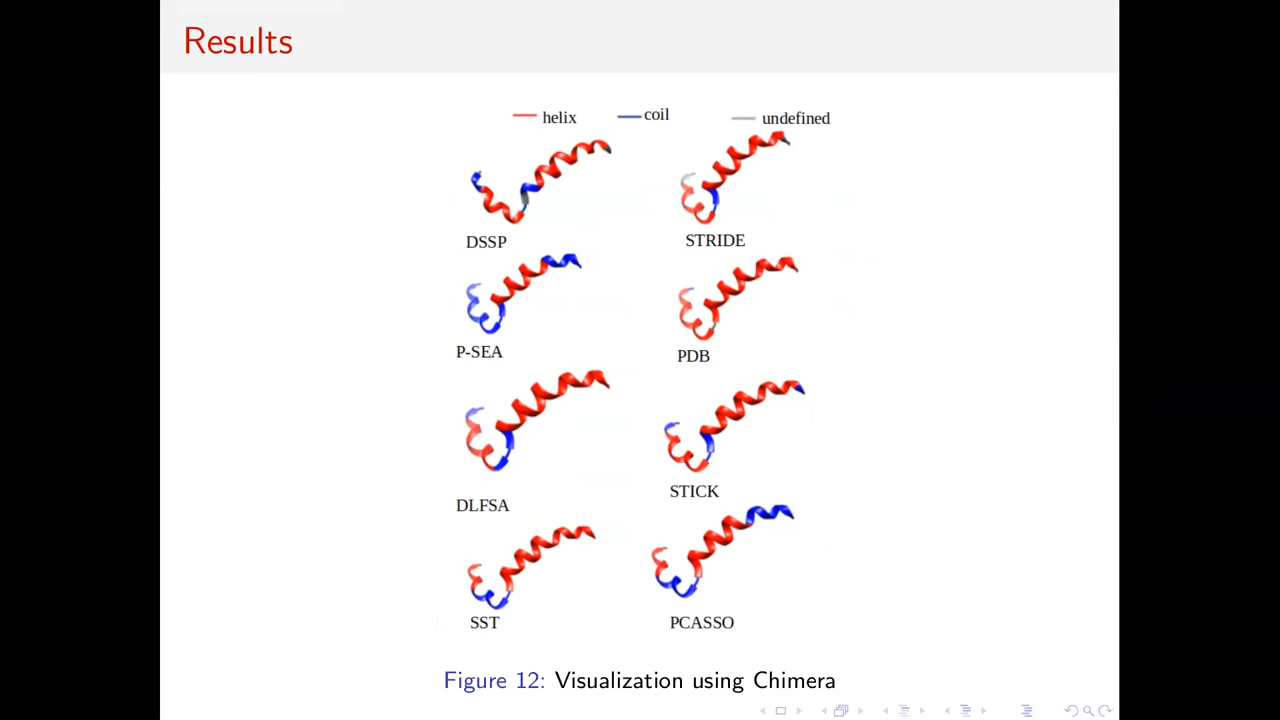 Results
helix coil undefined
DSSP STRIDE
P-SEA PDB
DLFSA STICK
SST PCASSO
Figure 12: Visualization using Chimera